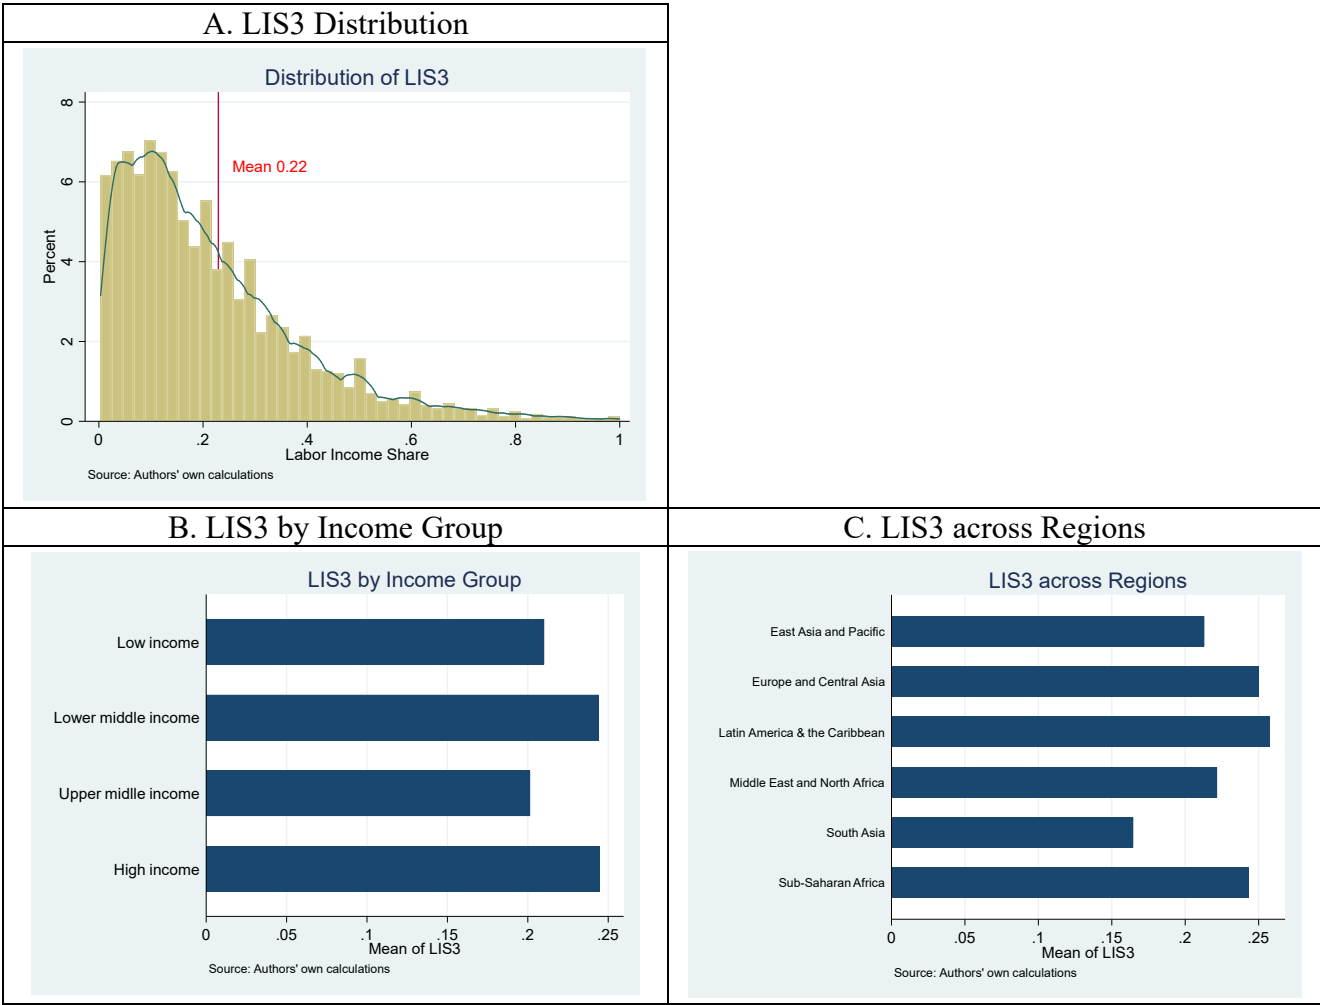 A. LIS3 Distribution
Distribution of LIS3
8
6
4
2
0
Percent
Mean 0.22
0 .2 .4 .6 .8 1
Labor Income Share
Source: Authors' own calculations
B. LIS3 by Income Group
LIS3 by Income Group
Low income
Lower middle income
Upper midlle income
High income
0 .05 .1 .15 .2 .25
Mean of LIS3
Source: Authors' own calculations
C. LIS3 across Regions
LIS3 across Regions
East Asia and Pacific
Europe and Central Asia
Latin America & the Caribbean
Middle East and North Africa
South Asia
Sub-Saharan Africa
0 .05 .1 .15 .2 .25
Mean of LIS3
Source: Authors' own calculations